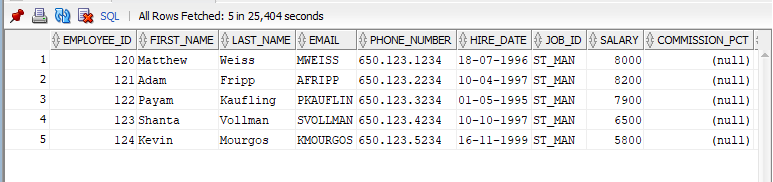 SQL | All Rows Fetched: 5 in 25,404 seconds
EMPLOYEE_ID FIRST_NAME LAST_NAME EMAIL PHONE_NUMBER HIRE_DATE JOB_ID SALARY COMMISSION_PCT
1 120 Matthew Weiss MWEISS 650.123.1234 18-07-1996 ST_MAN 8000 (null)
2 121 Adam Fripp AFRIPP 650.123.2234 10-04-1997 ST_MAN 8200 (null)
3 122 Payam Kaufling PKAUFLIN 650.123.3234 01-05-1995 ST_MAN 7900 (null)
4 123 Shanta Vollman SVOLLMAN 650.123.4234 10-10-1997 ST_MAN 6500 (null)
5 124 Kevin Mourgos KMOURGOS 650.123.5234 16-11-1999 ST_MAN 5800 (null)